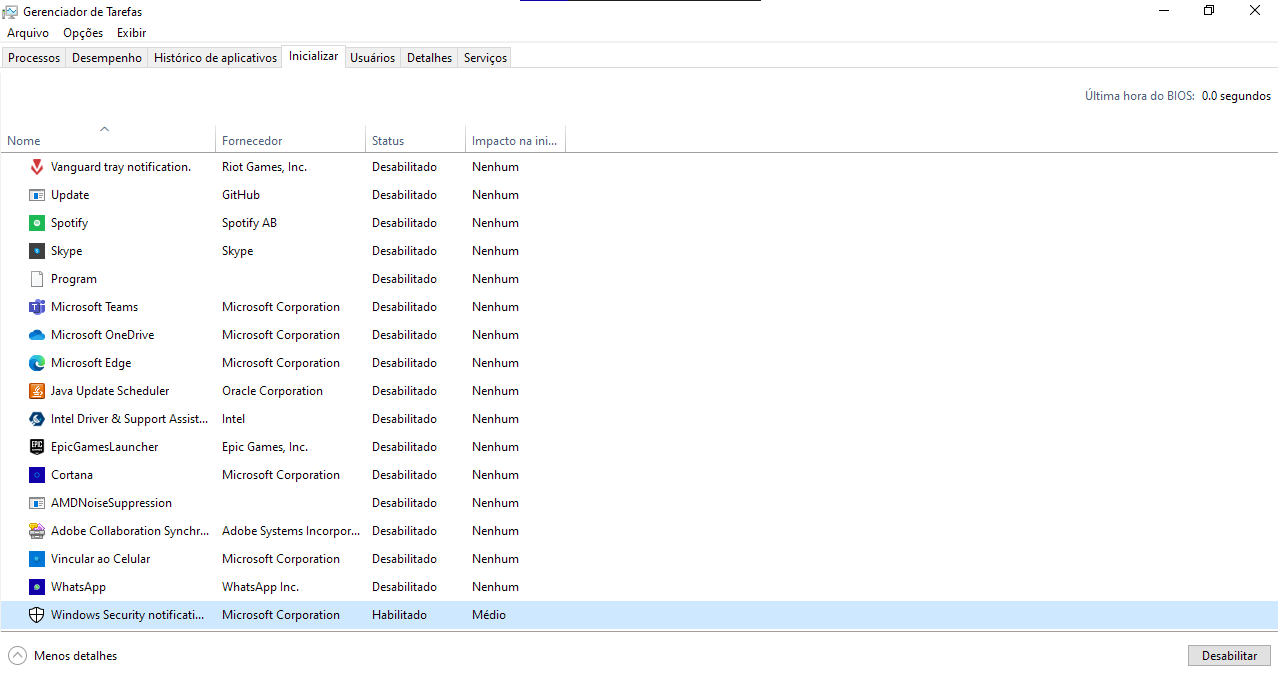 Gerenciador de Tarefas
Arquivo Opções Exibir
Processos Desempenho Histórico de aplicativos Inicializar Usuários Detalhes Serviços
Última hora do BIOS: 0.0 segundos
Nome Fornecedor Status Impacto na ini...
Vanguard tray notification. Riot Games, Inc. Desabilitado Nenhum
Update GitHub Desabilitado Nenhum
Spotify Spotify AB Desabilitado Nenhum
Skype Skype Desabilitado Nenhum
Program Desabilitado Nenhum
Microsoft Teams Microsoft Corporation Desabilitado Nenhum
Microsoft OneDrive Microsoft Corporation Desabilitado Nenhum
Microsoft Edge Microsoft Corporation Desabilitado Nenhum
Java Update Scheduler Oracle Corporation Desabilitado Nenhum
Intel Driver & Support Assist... Intel Desabilitado Nenhum
EpicGamesLauncher Epic Games, Inc. Desabilitado Nenhum
Cortana Microsoft Corporation Desabilitado Nenhum
AMDNoiseSuppression Desabilitado Nenhum
Adobe Collaboration Synchr... Adobe Systems Incorpor... Desabilitado Nenhum
Vincular ao Celular Microsoft Corporation Desabilitado Nenhum
WhatsApp WhatsApp Inc. Desabilitado Nenhum
Windows Security notificati... Microsoft Corporation Habilitado Médio
Menos detalhes Desabilitar